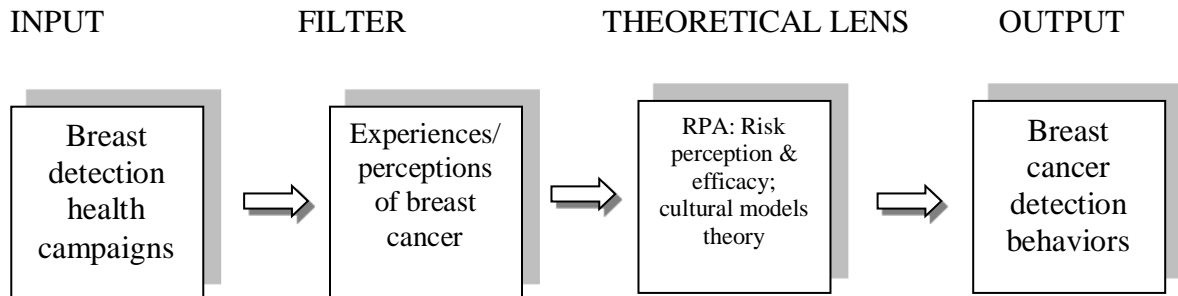 INPUT FILTER THEORETICAL LENS OUTPUT
Breast
detection
health
campaigns
Experiences/
perceptions
of breast
cancer
RPA: Risk
perception &
efficacy;
cultural models
theory
Breast
cancer
detection
behaviors